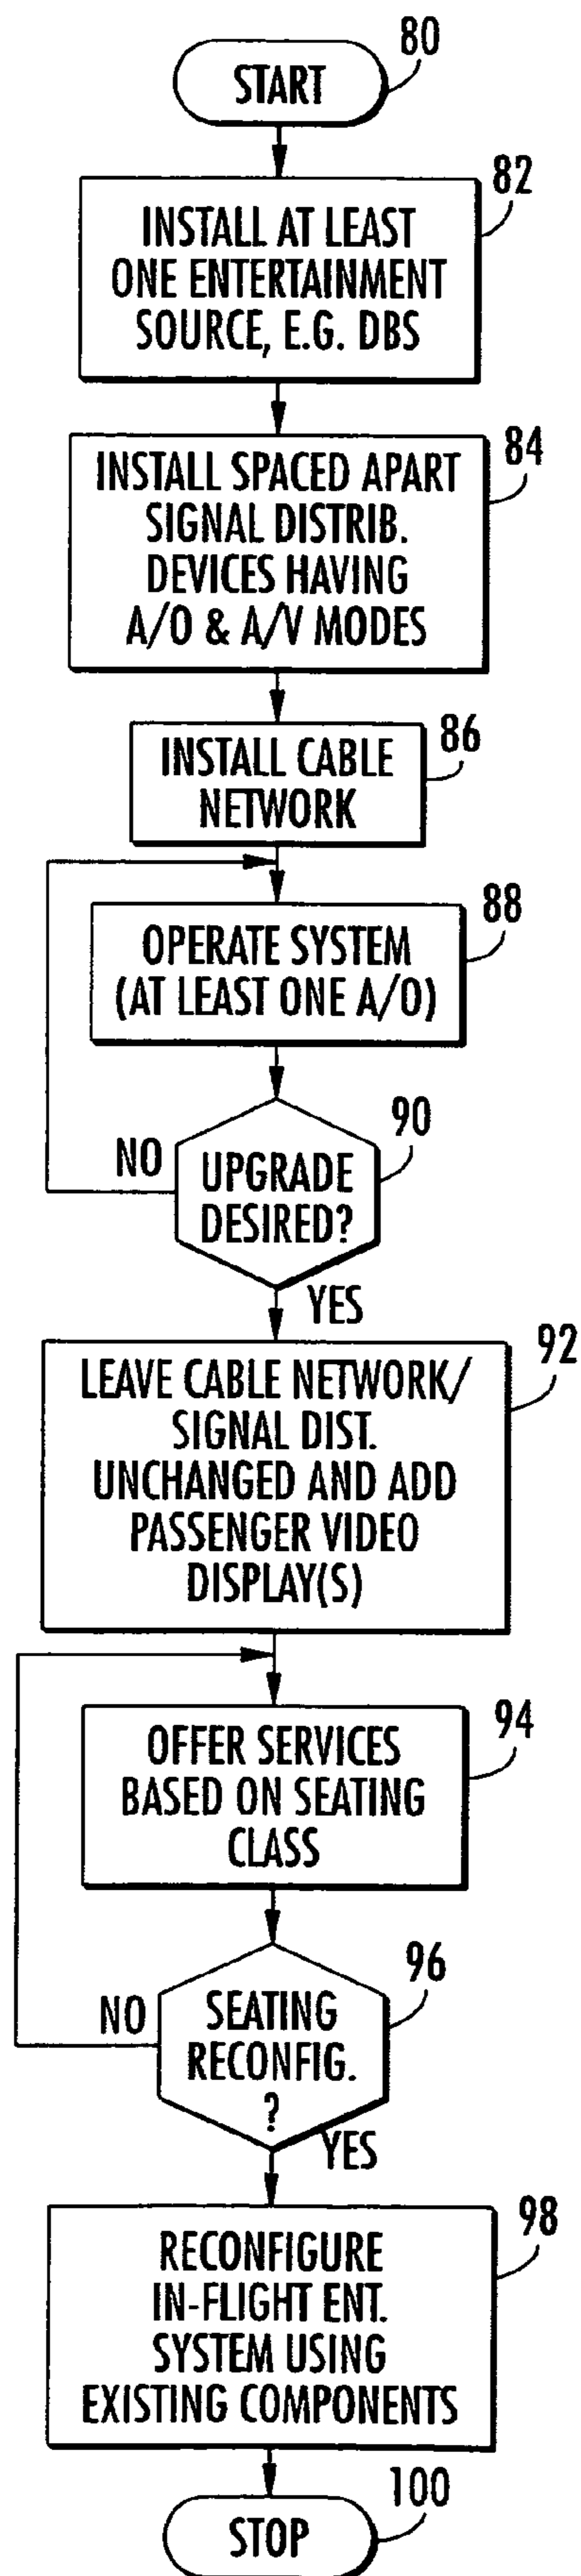 80
START
82
INSTALL AT LEAST
ONE ENTERTAINMENT
SOURCE, E.G. DBS
84
INSTALL SPACED APART
SIGNAL DISTRIB.
DEVICES HAVING
A/O & A/V MODES
86
INSTALL CABLE
NETWORK
88
OPERATE SYSTEM
(AT LEAST ONE A/O)
90
NO
UPGRADE
DESIRED?
YES
92
LEAVE CABLE NETWORK/
SIGNAL DIST.
UNCHANGED AND ADD
PASSENGER VIDEO
DISPLAY(S)
94
OFFER SERVICES
BASED ON SEATING
CLASS
96
NO
SEATING
RECONFIG.
?
YES
98
RECONFIGURE
IN-FLIGHT ENT.
SYSTEM USING
EXISTING COMPONENTS
100
STOP